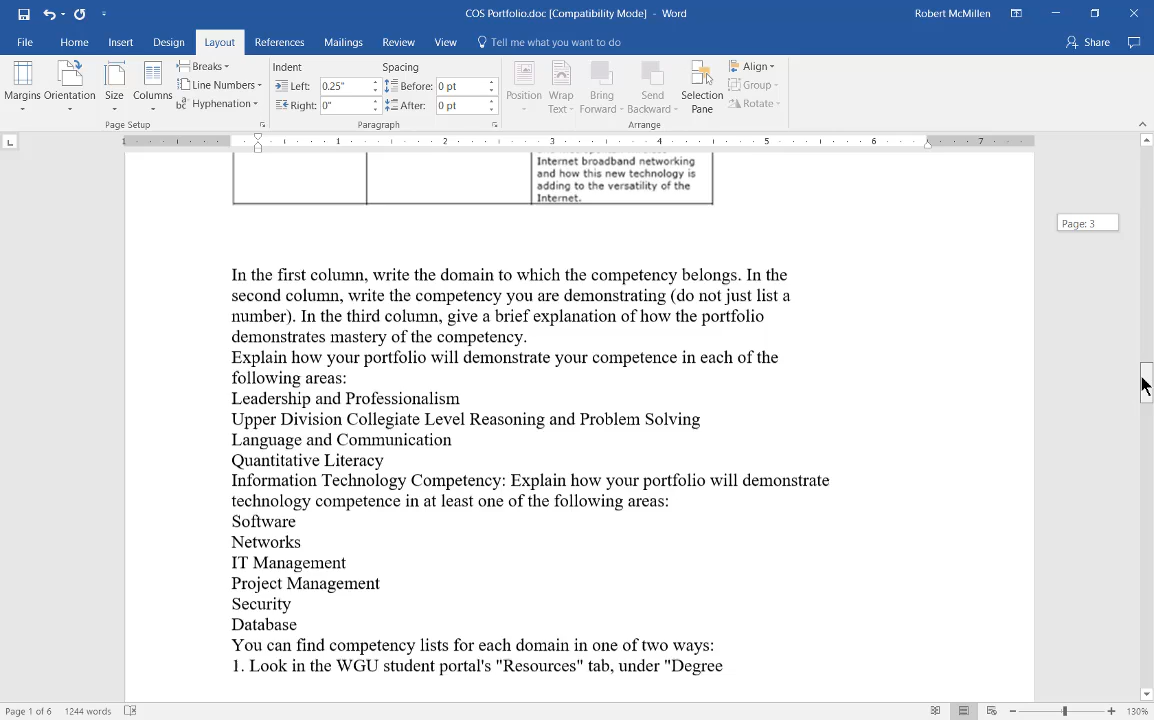 COS Portfolio.doc [Compatibility Mode] - Word
Robert McMillen
File Home Insert Design Layout References Mailings Review View Tell me what you want to do Share
Margins Orientation Size Columns
Breaks
Line Numbers
Hyphenation
Page Setup
Indent Spacing
Left: 0.25" Before: 0 pt
Right: 0" After: 0 pt
Paragraph
Position Wrap Text Bring Forward Send Backward Selection Pane
Align
Group
Rotate
Arrange
1 1 2 3 4 5 6 7
Internet broadband networking
and how this new technology is
adding to the versatility of the
Internet.
Page: 3
In the first column, write the domain to which the competency belongs. In the
second column, write the competency you are demonstrating (do not just list a
number). In the third column, give a brief explanation of how the portfolio
demonstrates mastery of the competency.
Explain how your portfolio will demonstrate your competence in each of the
following areas:
Leadership and Professionalism
Upper Division Collegiate Level Reasoning and Problem Solving
Language and Communication
Quantitative Literacy
Information Technology Competency: Explain how your portfolio will demonstrate
technology competence in at least one of the following areas:
Software
Networks
IT Management
Project Management
Security
Database
You can find competency lists for each domain in one of two ways:
1. Look in the WGU student portal's "Resources" tab, under "Degree
Page 1 of 6 1244 words
130%